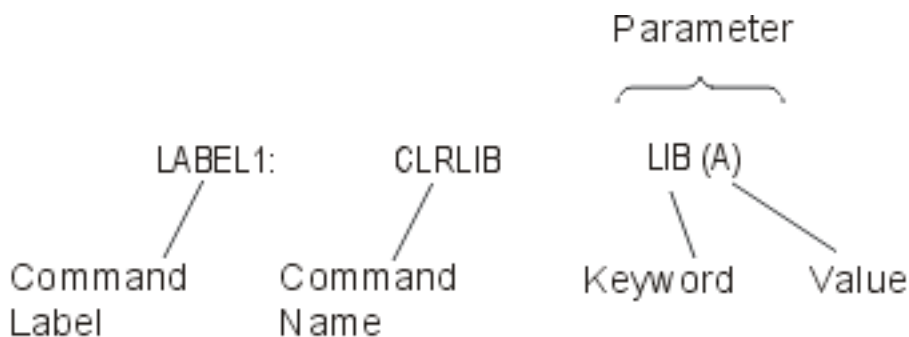 Parameter
LABEL1: CLRLIB LIB (A)
Command Label
Command Name
Keyword
Value